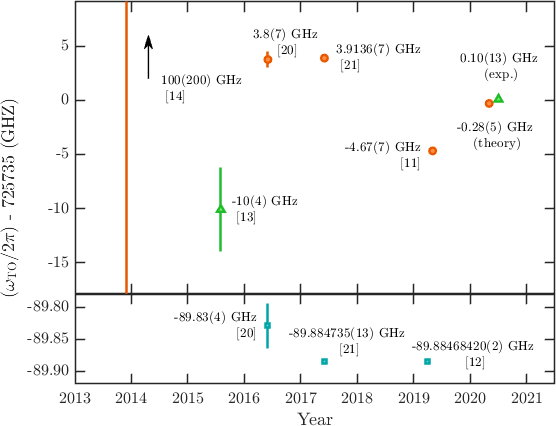 (ω_TO/2π) - 725735 (GHZ)
5
0
-5
-10
-15
-89.80
-89.85
-89.90
100(200) GHz
[14]
3.8(7) GHz
[20]
3.9136(7) GHz
[21]
0.10(13) GHz
(exp.)
-0.28(5) GHz
(theory)
-4.67(7) GHz
[11]
-10(4) GHz
[13]
-89.83(4) GHz
[20]
-89.884735(13) GHz
[21]
-89.88468420(2) GHz
[12]
2013 2014 2015 2016 2017 2018 2019 2020 2021
Year